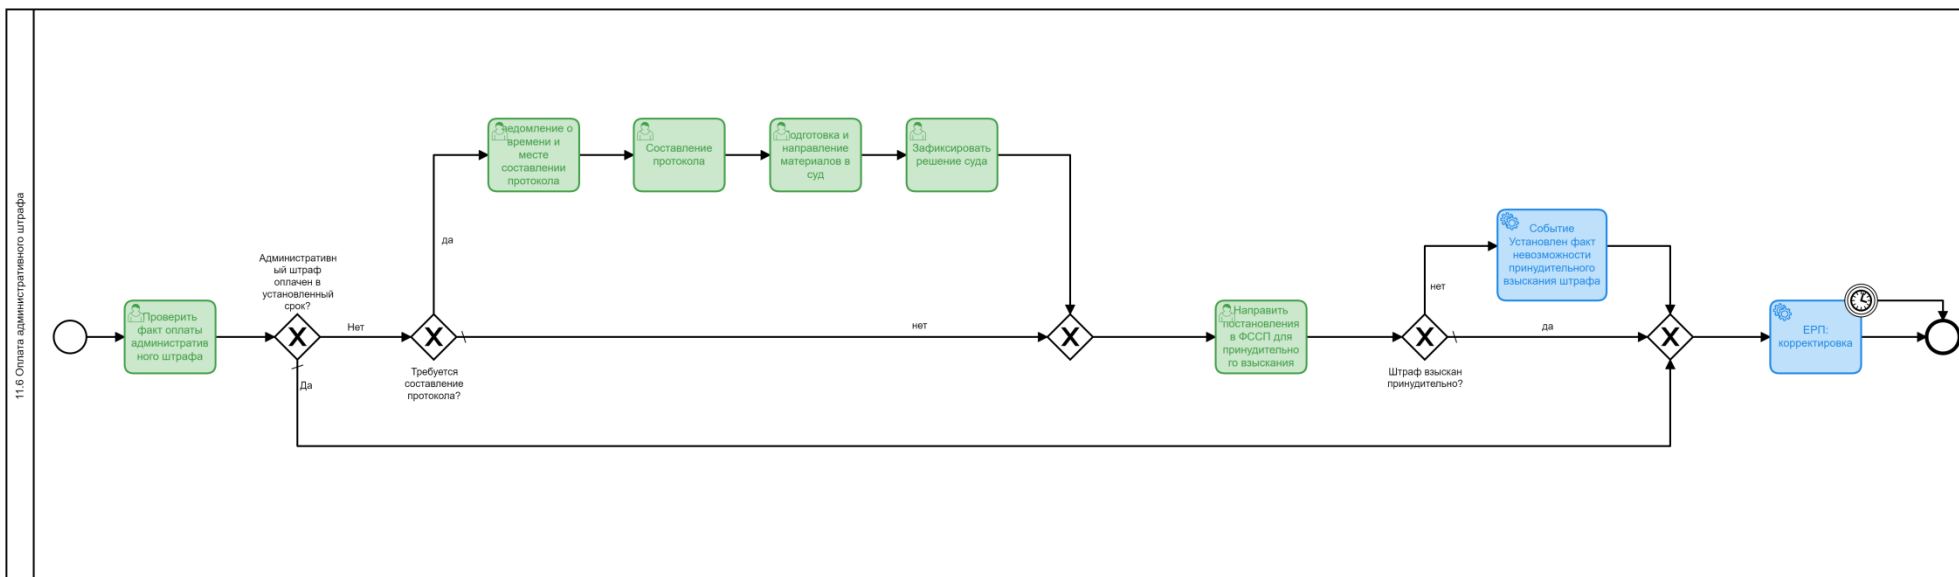 11.6 Оплата административного штрафа
Проверить
факт оплаты
административ
ного штрафа
Административн
ый штраф
оплачен в
установленный
срок?
Нет
Да
Требуется
составление
протокола?
да
нет
ведомление о
времени и
месте
составлении
протокола
Составление
протокола
одготовка и
направление
материалов в
суд
Зафиксировать
решение суда
Направить
постановления
в ФССП для
принудительно
го взыскания
Штраф взыскан
принудительно?
нет
да
Событие
Установлен факт
невозможности
принудительного
взыскания штрафа
ЕРП:
корректировка